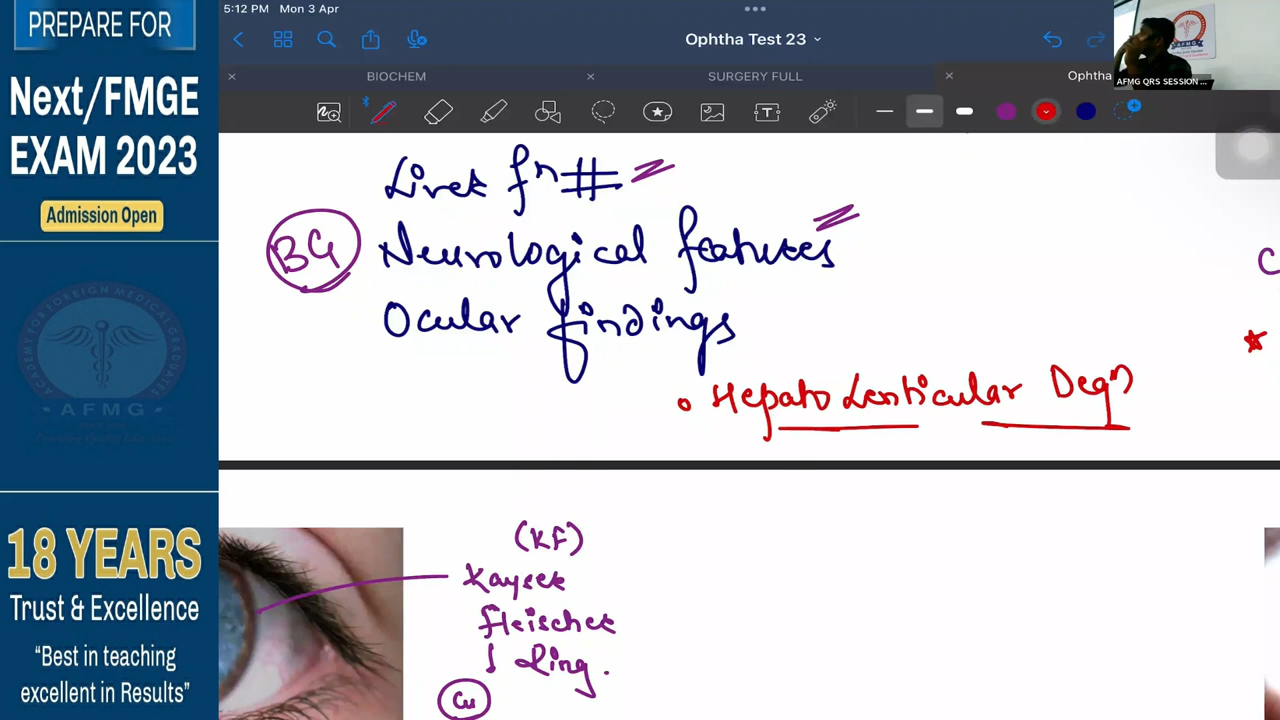 5:12 PM Mon 3 Apr
PREPARE FOR
Next/FMGE
EXAM 2023
Admission Open
AFMG
18 YEARS
Trust & Excellence
“Best in teaching
excellent in Results”
Ophtha Test 23
BIOCHEM
SURGERY FULL
Ophtha
AFMG
AFMG QRS SESSION ...
Liver fn #
BG Neurological features
Ocular findings
• Hepato Lenticular Degn
(KF)
Kayser
fleischer
Ring.
Cu
C